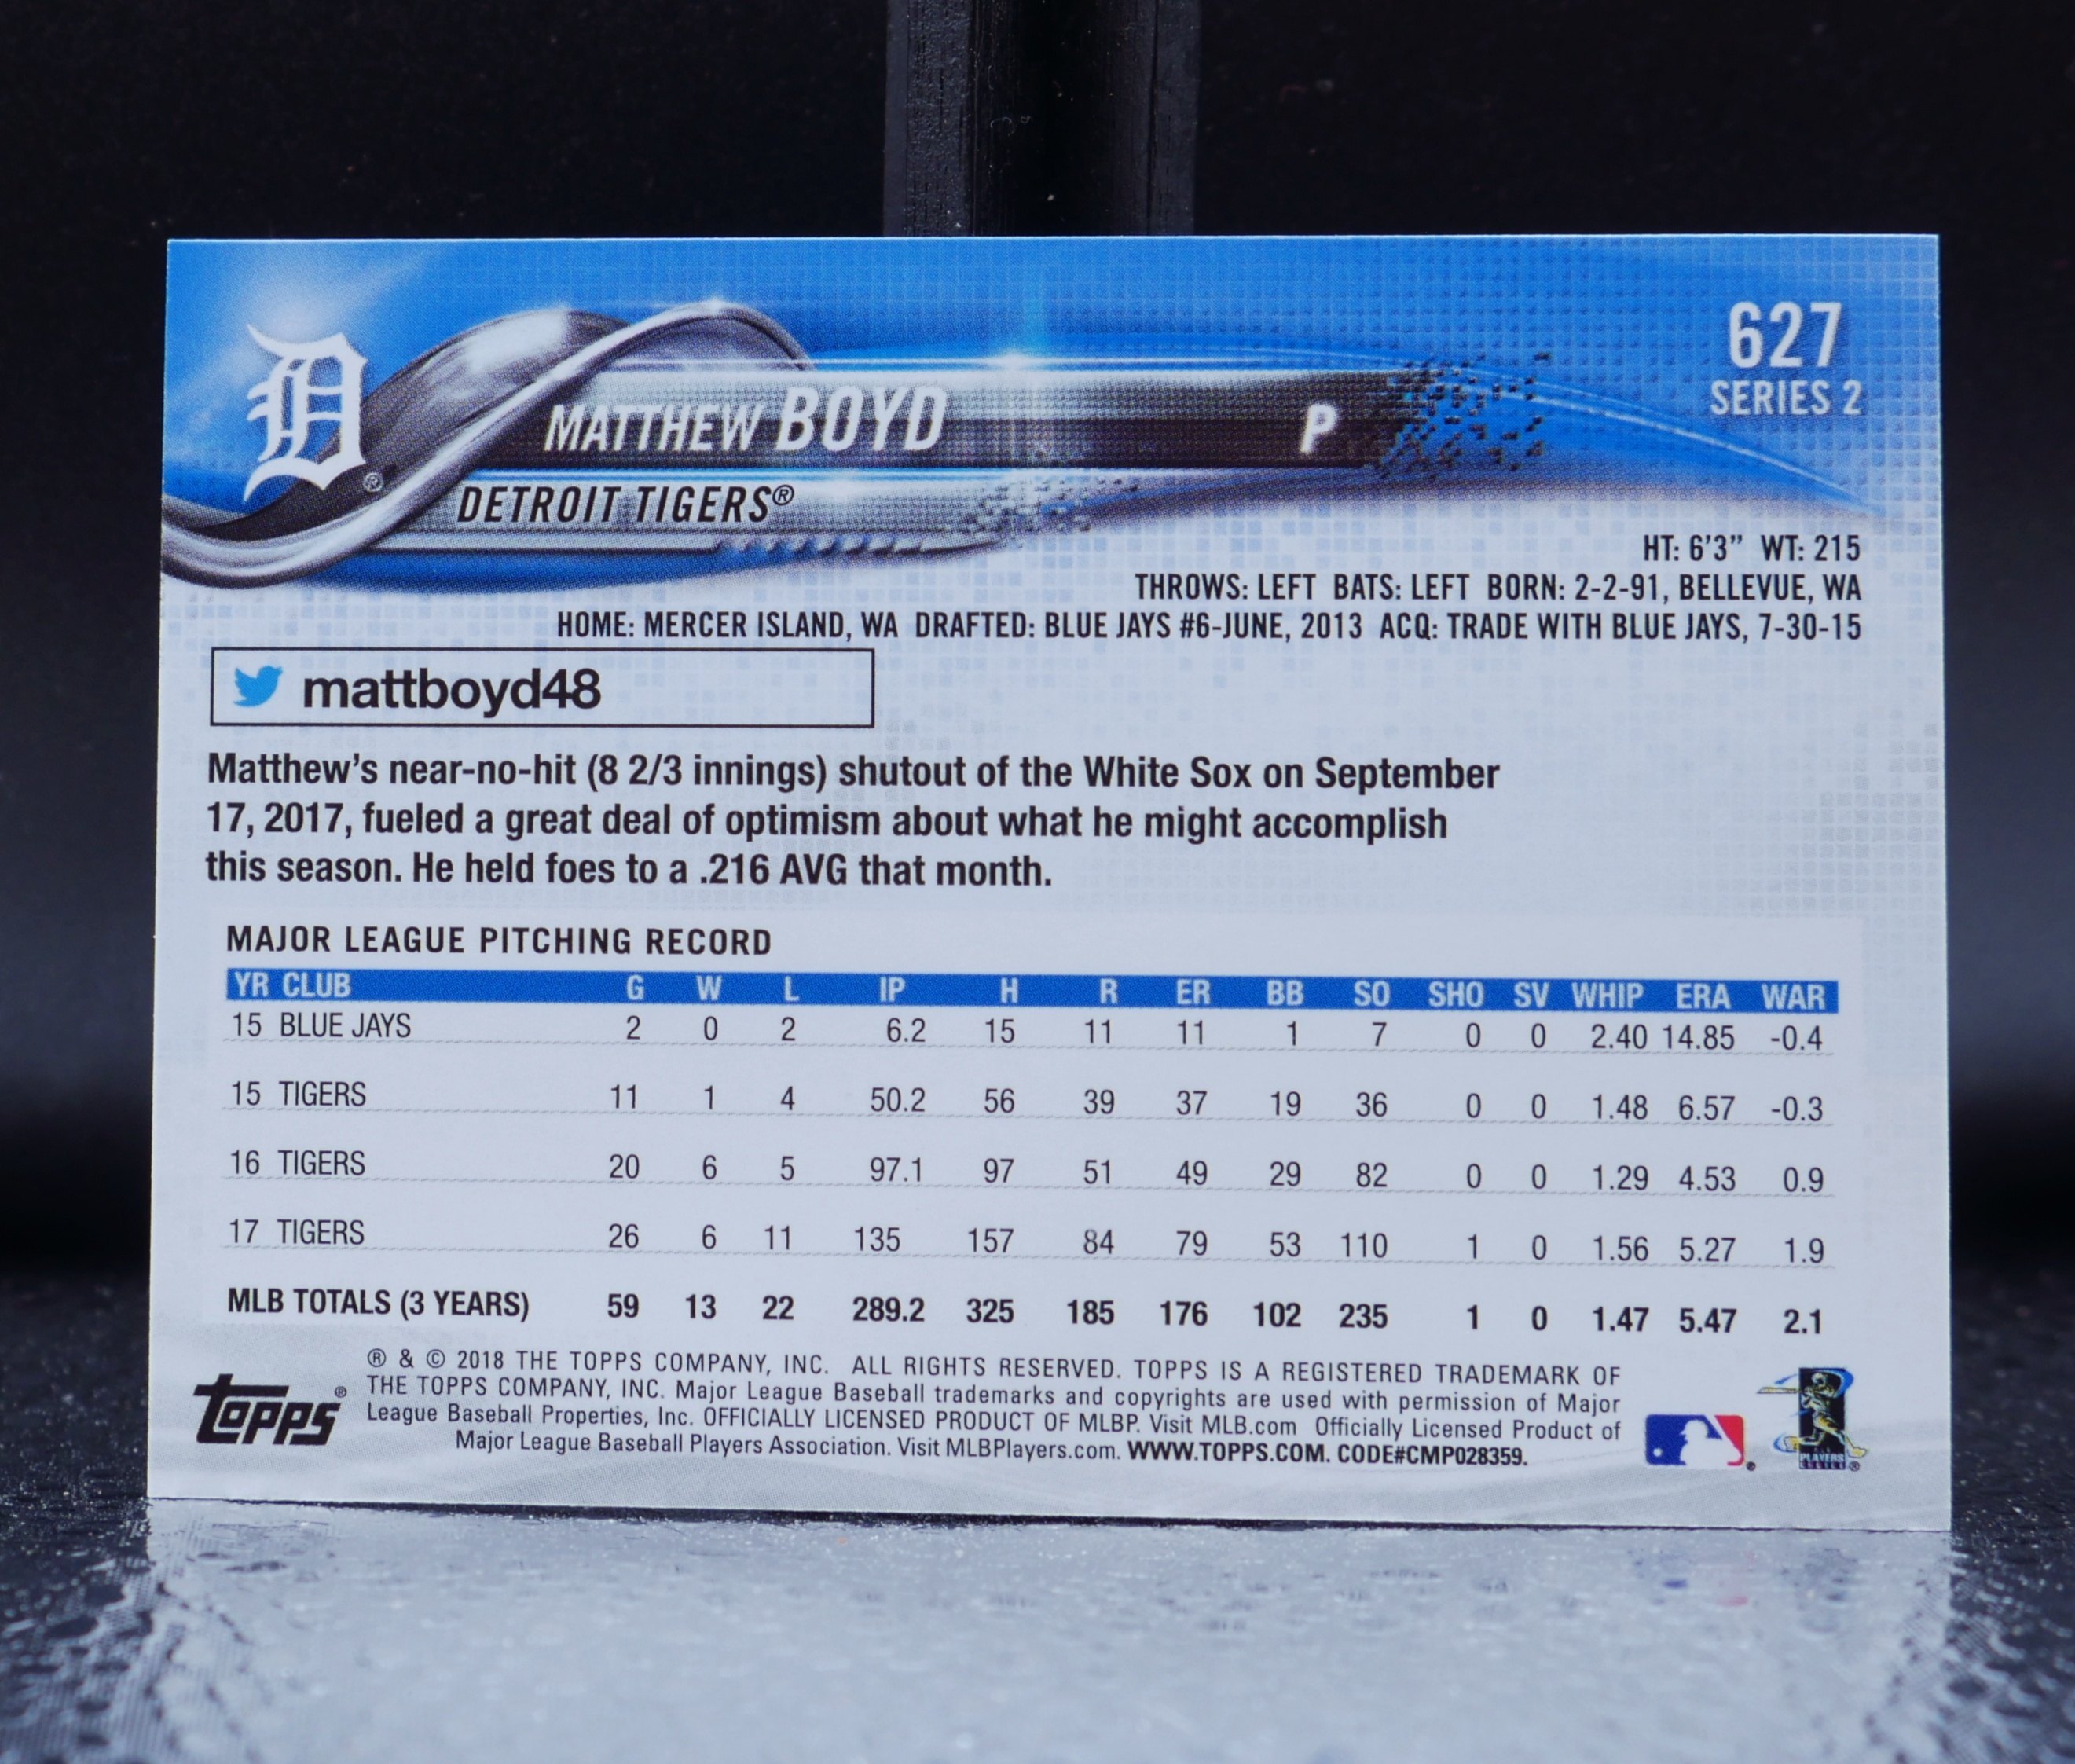 627
SERIES 2
D
®
MATTHEW BOYD P
DETROIT TIGERS®
HT: 6'3" WT: 215
THROWS: LEFT BATS: LEFT BORN: 2-2-91, BELLEVUE, WA
HOME: MERCER ISLAND, WA DRAFTED: BLUE JAYS #6-JUNE, 2013 ACQ: TRADE WITH BLUE JAYS, 7-30-15
mattboyd48
Matthew's near-no-hit (8 2/3 innings) shutout of the White Sox on September
17, 2017, fueled a great deal of optimism about what he might accomplish
this season. He held foes to a .216 AVG that month.
MAJOR LEAGUE PITCHING RECORD
YR CLUB G W L IP H R ER BB SO SHO SV WHIP ERA WAR
15 BLUE JAYS 2 0 2 6.2 15 11 11 1 7 0 0 2.40 14.85 -0.4
15 TIGERS 11 1 4 50.2 56 39 37 19 36 0 0 1.48 6.57 -0.3
16 TIGERS 20 6 5 97.1 97 51 49 29 82 0 0 1.29 4.53 0.9
17 TIGERS 26 6 11 135 157 84 79 53 110 1 0 1.56 5.27 1.9
MLB TOTALS (3 YEARS) 59 13 22 289.2 325 185 176 102 235 1 0 1.47 5.47 2.1
® & © 2018 THE TOPPS COMPANY, INC. ALL RIGHTS RESERVED. TOPPS IS A REGISTERED TRADEMARK OF
THE TOPPS COMPANY, INC. Major League Baseball trademarks and copyrights are used with permission of Major
League Baseball Properties, Inc. OFFICIALLY LICENSED PRODUCT OF MLBP. Visit MLB.com Officially Licensed Product of
Major League Baseball Players Association. Visit MLBPlayers.com. WWW.TOPPS.COM. CODE#CMP028359.
topps®
PLAYERS
CHOICE ®